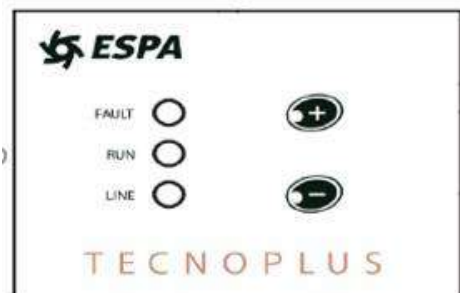 ESPA
FAULT
+
RUN
LINE
-
TECNOPLUS